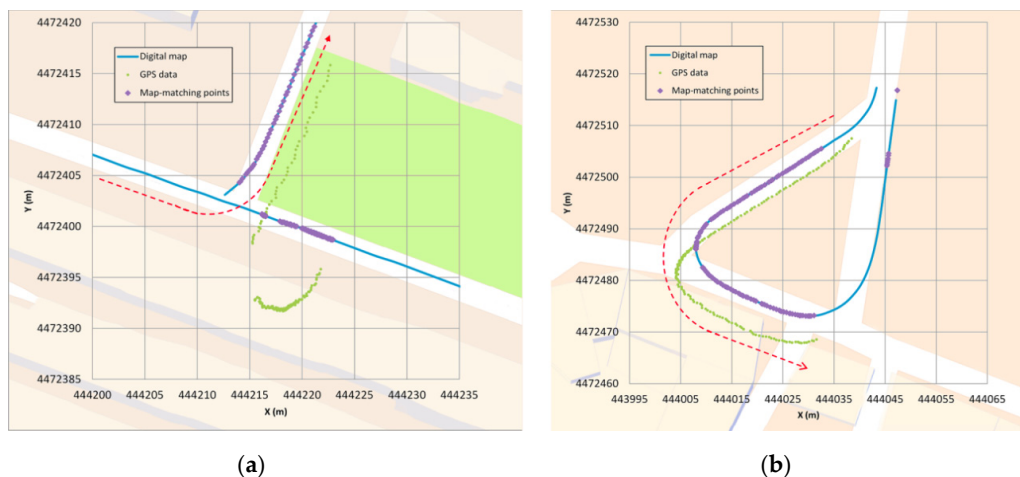 4472420
4472415
4472410
4472405
4472400
4472395
4472390
4472385
Y (m)
Digital map
GPS data
Map-matching points
444200 444205 444210 444215 444220 444225 444230 444235
X (m)
(a)
4472530
4472520
4472510
4472500
4472490
4472480
4472470
4472460
Y (m)
Digital map
GPS data
Map-matching points
443995 444005 444015 444025 444035 444045 444055 444065
X (m)
(b)